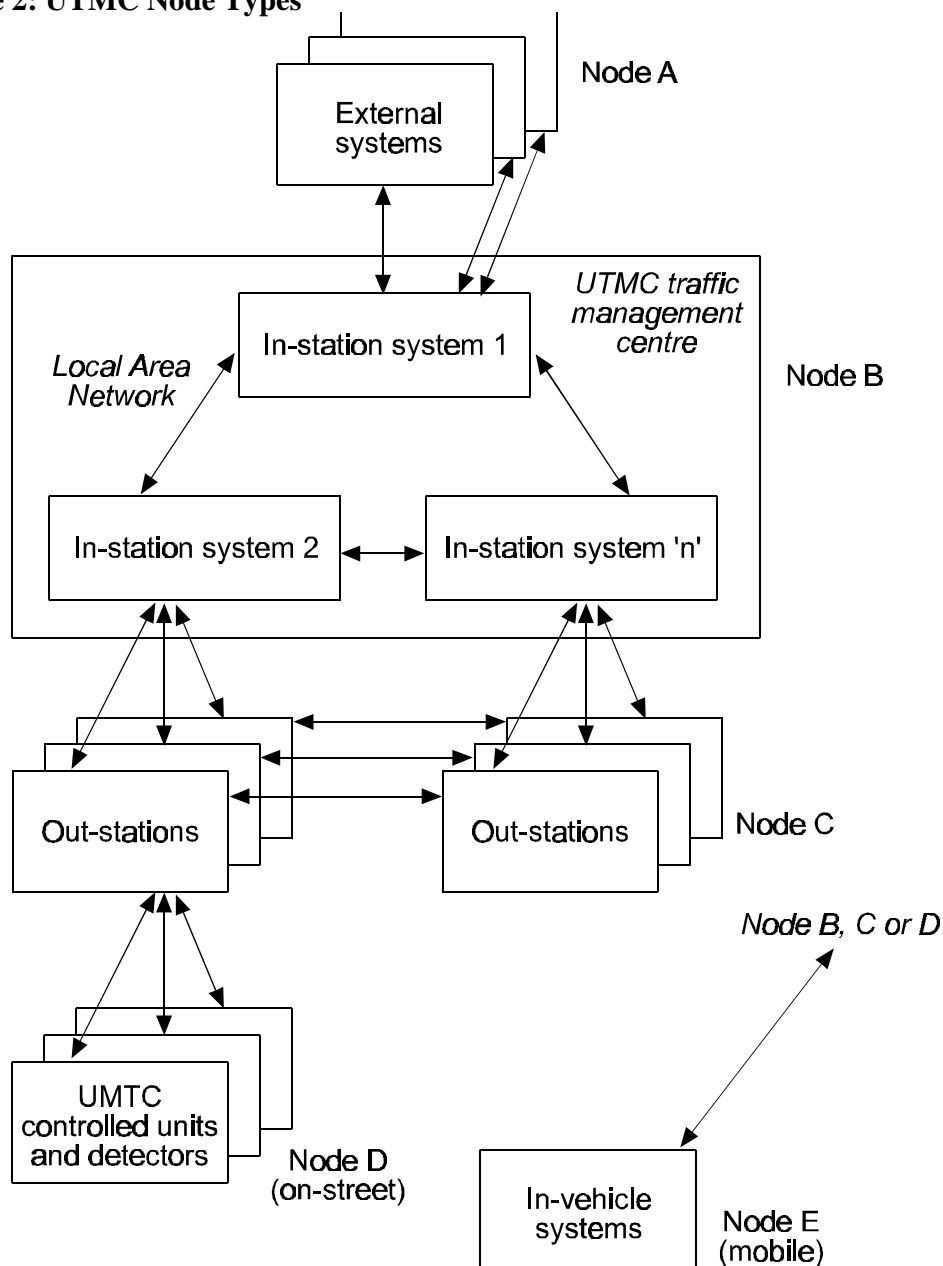 2: UTMC Node Types
Node A
External
systems
UTMC traffic
management
centre
In-station system 1
Local Area
Network
Node B
In-station system 2
In-station system 'n'
Out-stations
Out-stations
Node C
Node B, C or D
UMTC
controlled units
and detectors
Node D
(on-street)
In-vehicle
systems
Node E
(mobile)